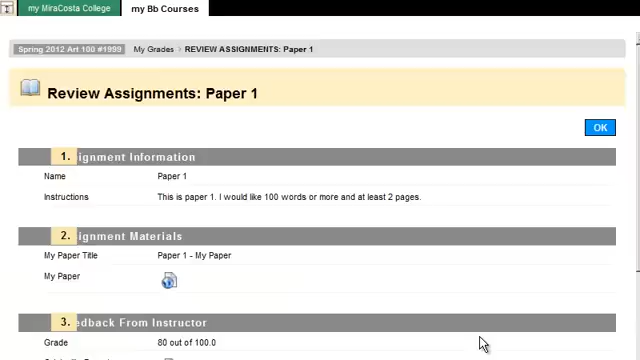 my MiraCosta College
my Bb Courses
Spring 2012 Art 100 #1999 My Grades > REVIEW ASSIGNMENTS: Paper 1
Review Assignments: Paper 1
OK
1. ignment Information
Name Paper 1
Instructions This is paper 1. I would like 100 words or more and at least 2 pages.
2. ignment Materials
My Paper Title Paper 1 - My Paper
My Paper
3. edback From Instructor
Grade 80 out of 100.0